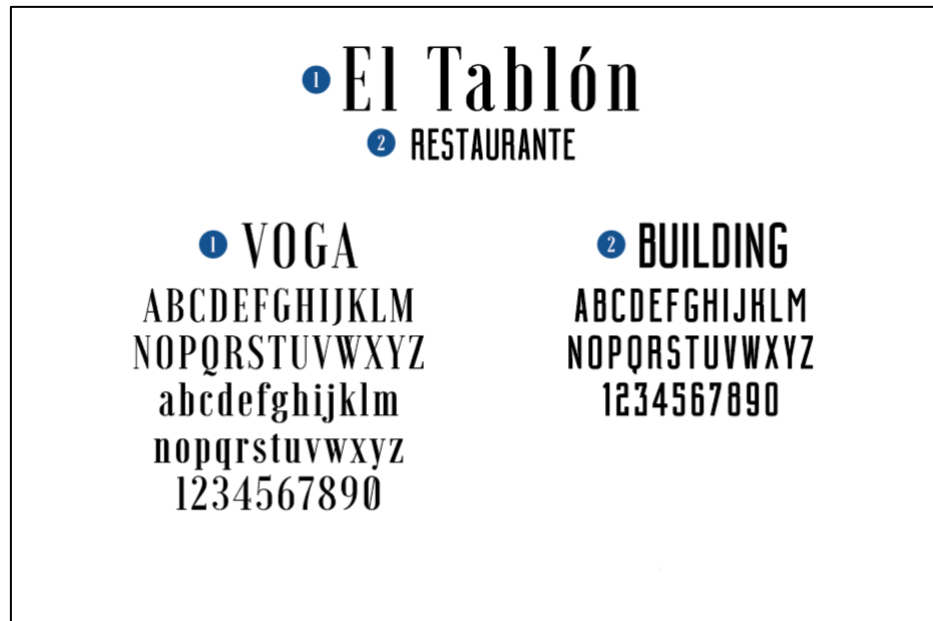 1 El Tablón
2 RESTAURANTE
1 VOGA
ABCDEFGHIJKLM
NOPQRSTUVWXYZ
abcdefghijklm
nopqrstuvwxyz
1234567890
2 BUILDING
ABCDEFGHIJKLM
NOPQRSTUVWXYZ
1234567890